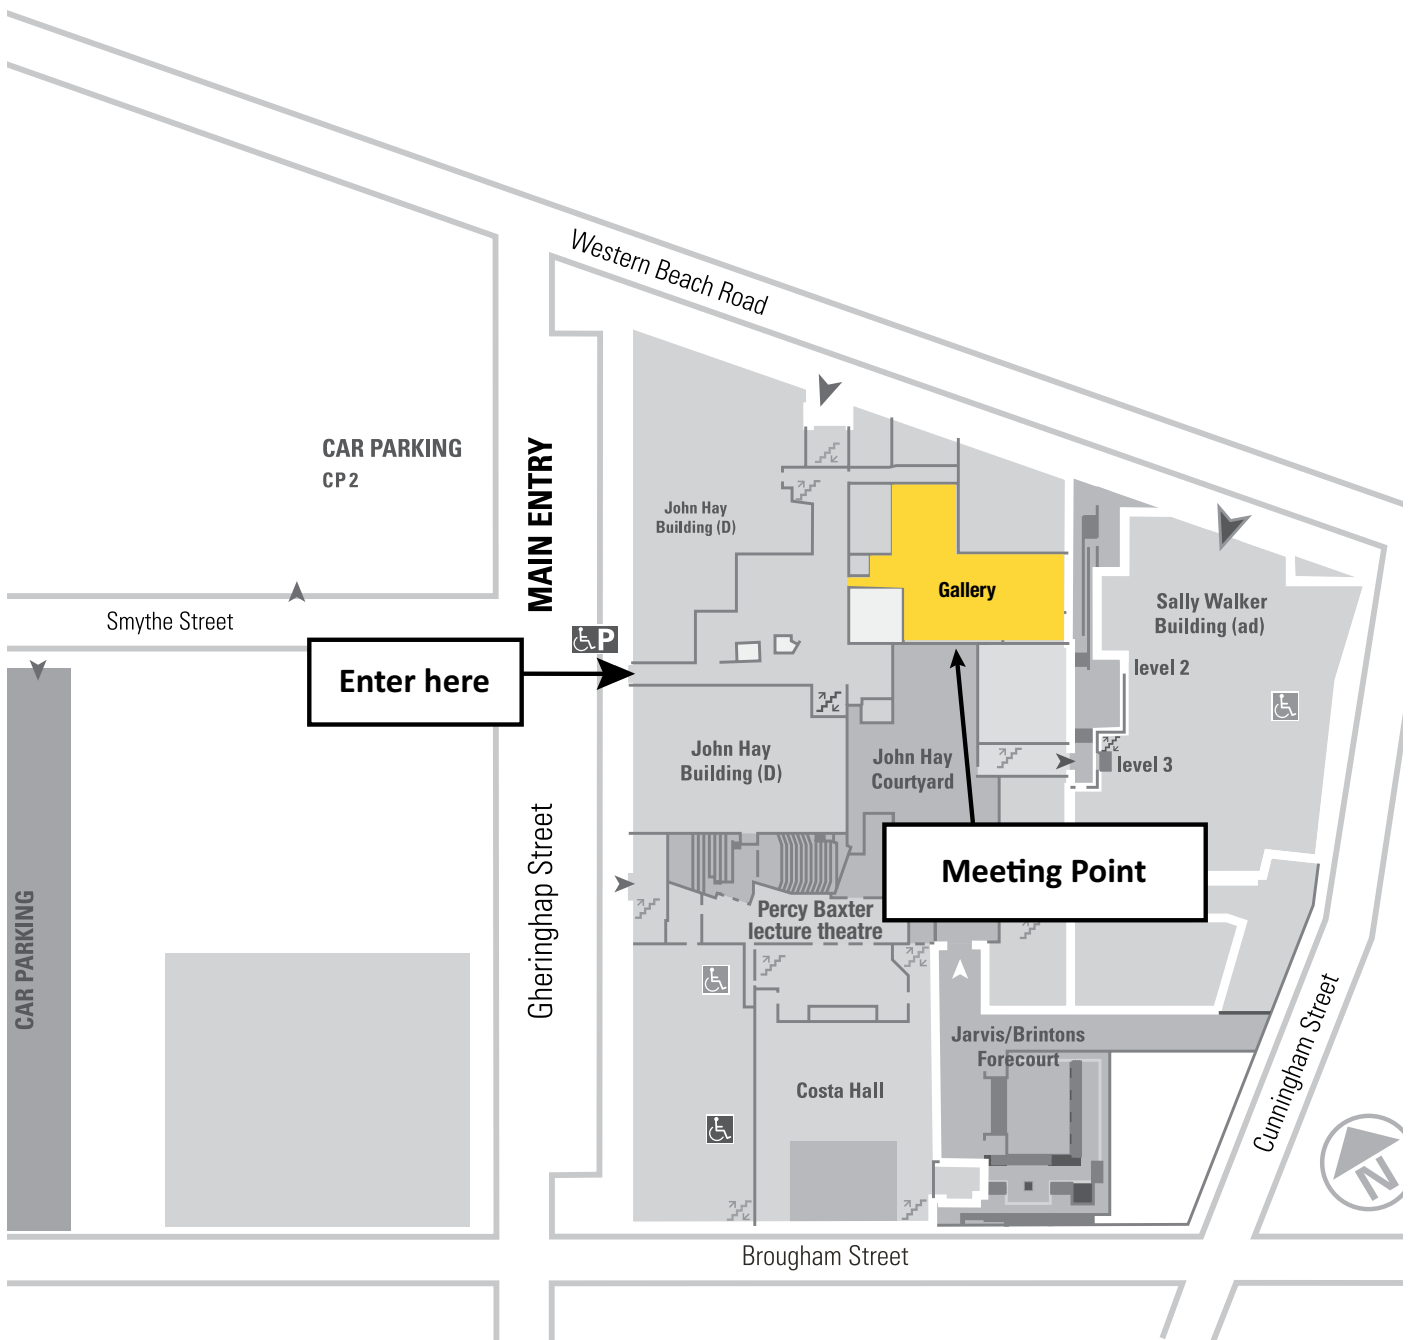 Western Beach Road
CAR PARKING
CP2
MAIN ENTRY
John Hay
Building (D)
Gallery
Sally Walker
Building (ad)
Smythe Street
P
Enter here
level 2
John Hay
Building (D)
John Hay
Courtyard
level 3
Gheringhap Street
Meeting Point
CAR PARKING
Percy Baxter
lecture theatre
Jarvis/Brintons
Forecourt
Costa Hall
Cunningham Street
N
Brougham Street